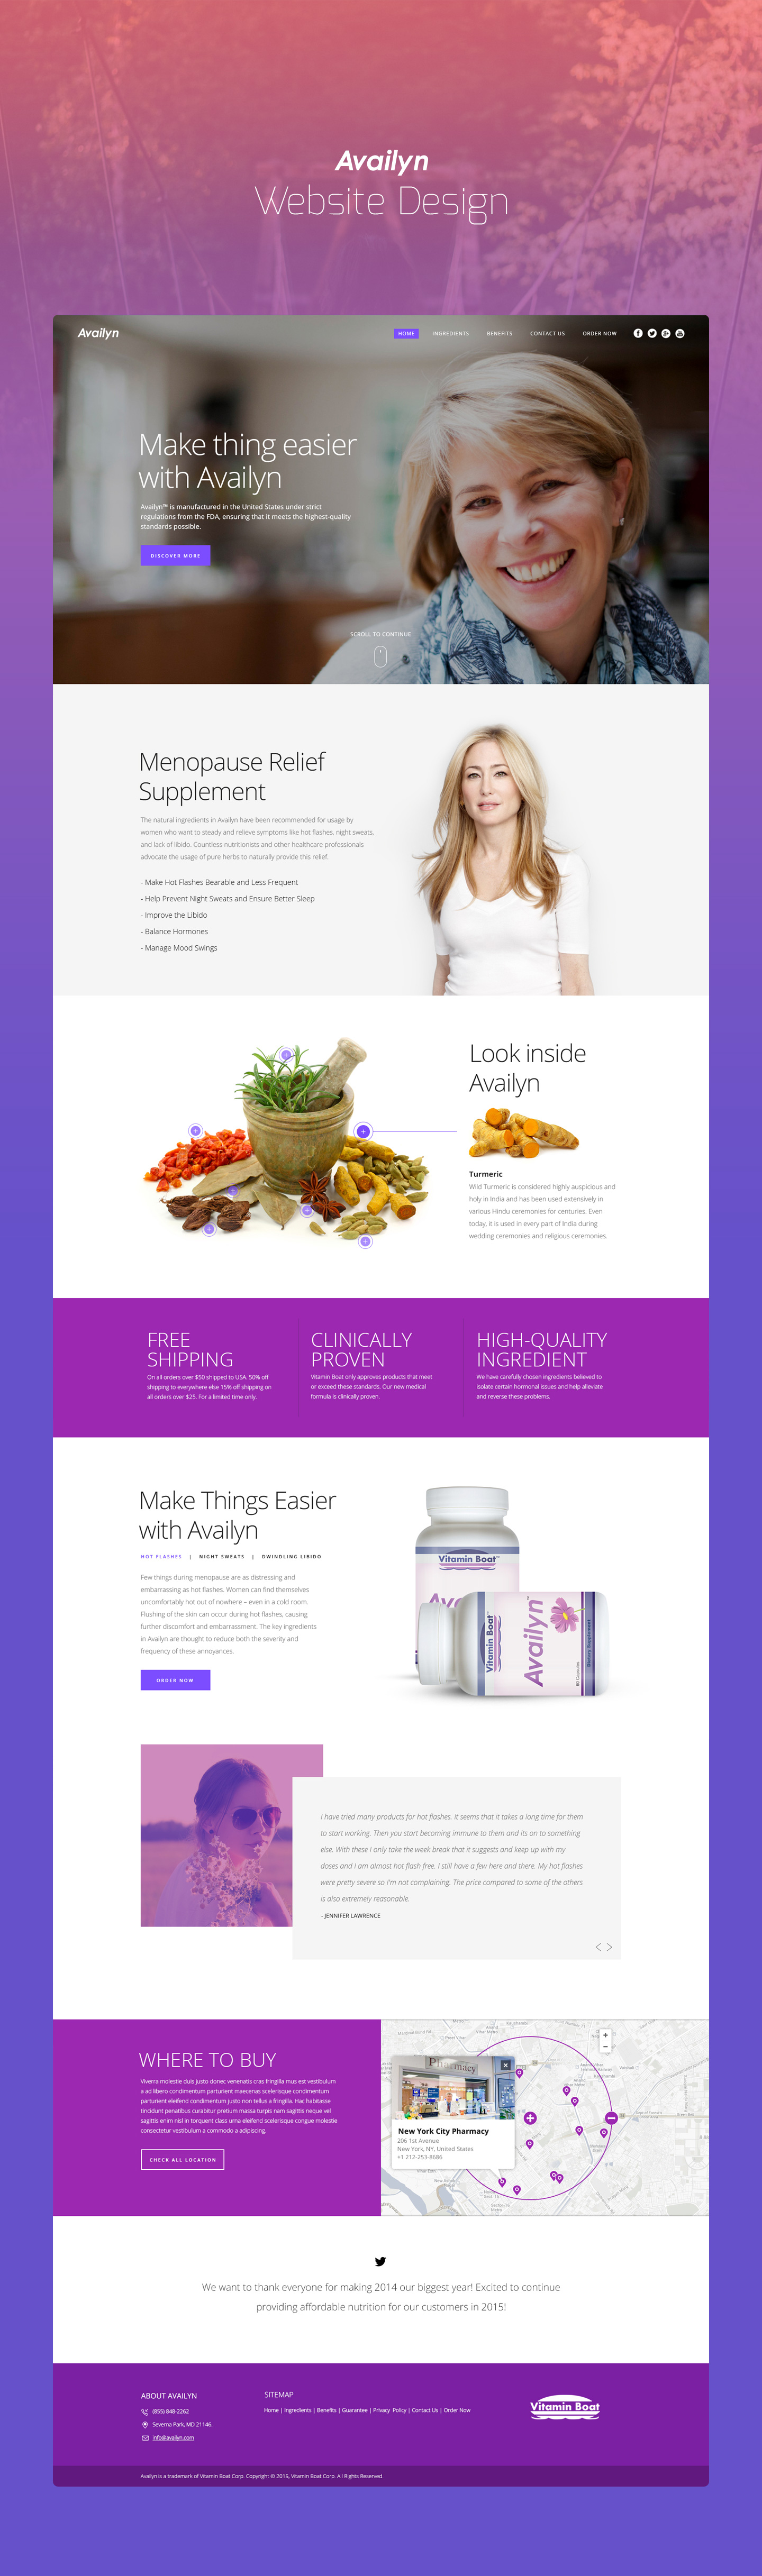 Availyn
Website Design
Availyn
HOME INGREDIENTS BENEFITS CONTACT US ORDER NOW
Make thing easier
with Availyn
Availyn™ is manufactured in the United States under strict
regulations from the FDA, ensuring that it meets the highest-quality
standards possible.
DISCOVER MORE
SCROLL TO CONTINUE
Menopause Relief
Supplement
The natural ingredients in Availyn have been recommended for usage by
women who want to steady and relieve symptoms like hot flashes, night sweats,
and lack of libido. Countless nutritionists and other healthcare professionals
advocate the usage of pure herbs to naturally provide this relief.
- Make Hot Flashes Bearable and Less Frequent
- Help Prevent Night Sweats and Ensure Better Sleep
- Improve the Libido
- Balance Hormones
- Manage Mood Swings
Look inside
Availyn
Turmeric
Wild Turmeric is considered highly auspicious and
holy in India and has been used extensively in
various Hindu ceremonies for centuries. Even
today, it is used in every part of India during
wedding ceremonies and religious ceremonies.
FREE
SHIPPING
On all orders over $50 shipped to USA. 50% off
shipping to everywhere else 15% off shipping on
all orders over $25. For a limited time only.
CLINICALLY
PROVEN
Vitamin Boat only approves products that meet
or exceed these standards. Our new medical
formula is clinically proven.
HIGH-QUALITY
INGREDIENT
We have carefully chosen ingredients believed to
isolate certain hormonal issues and help alleviate
and reverse these problems.
Make Things Easier
with Availyn
HOT FLASHES | NIGHT SWEATS | DWINDLING LIBIDO
Few things during menopause are as distressing and
embarrassing as hot flashes. Women can find themselves
uncomfortably hot out of nowhere – even in a cold room.
Flushing of the skin can occur during hot flashes, causing
further discomfort and embarrassment. The key ingredients
in Availyn are thought to reduce both the severity and
frequency of these annoyances.
ORDER NOW
Vitamin Boat™
Vitamin Boat™
Availyn™
60 Capsules
Dietary Supplement
I have tried many products for hot flashes. It seems that it takes a long time for them
to start working. Then you start becoming immune to them and its on to something
else. With these I only take the week break that it suggests and keep up with my
doses and I am almost hot flash free. I still have a few here and there. My hot flashes
were pretty severe so I'm not complaining. The price compared to some of the others
is also extremely reasonable.
- JENNIFER LAWRENCE
WHERE TO BUY
Viverra molestie duis justo donec venenatis cras fringilla mus est vestibulum
a ad libero condimentum parturient maecenas scelerisque condimentum
parturient eleifend condimentum justo non tellus a fringilla. Hac habitasse
tincidunt penatibus curabitur pretium massa turpis nam sagittis neque vel
sagittis enim nisl in torquent class urna eleifend scelerisque congue molestie
consectetur vestibulum a commodo a adipiscing.
CHECK ALL LOCATION
Pharmacy
New York City Pharmacy
206 1st Avenue
New York, NY, United States
+1 212-253-8686
We want to thank everyone for making 2014 our biggest year! Excited to continue
providing affordable nutrition for our customers in 2015!
ABOUT AVAILYN
(855) 848-2262
Severna Park, MD 21146.
info@availyn.com
SITEMAP
Home | Ingredients | Benefits | Guarantee | Privacy Policy | Contact Us | Order Now
Vitamin Boat
Availyn is a trademark of Vitamin Boat Corp. Copyright © 2015, Vitamin Boat Corp. All Rights Reserved.